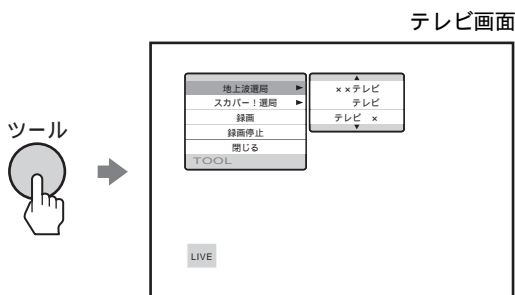 テレビ画面
ツール
地上波選局 ►
スカパー！選局 ►
録画
録画停止
閉じる
TOOL
▲
××テレビ
テレビ
テレビ ×
▼
LIVE